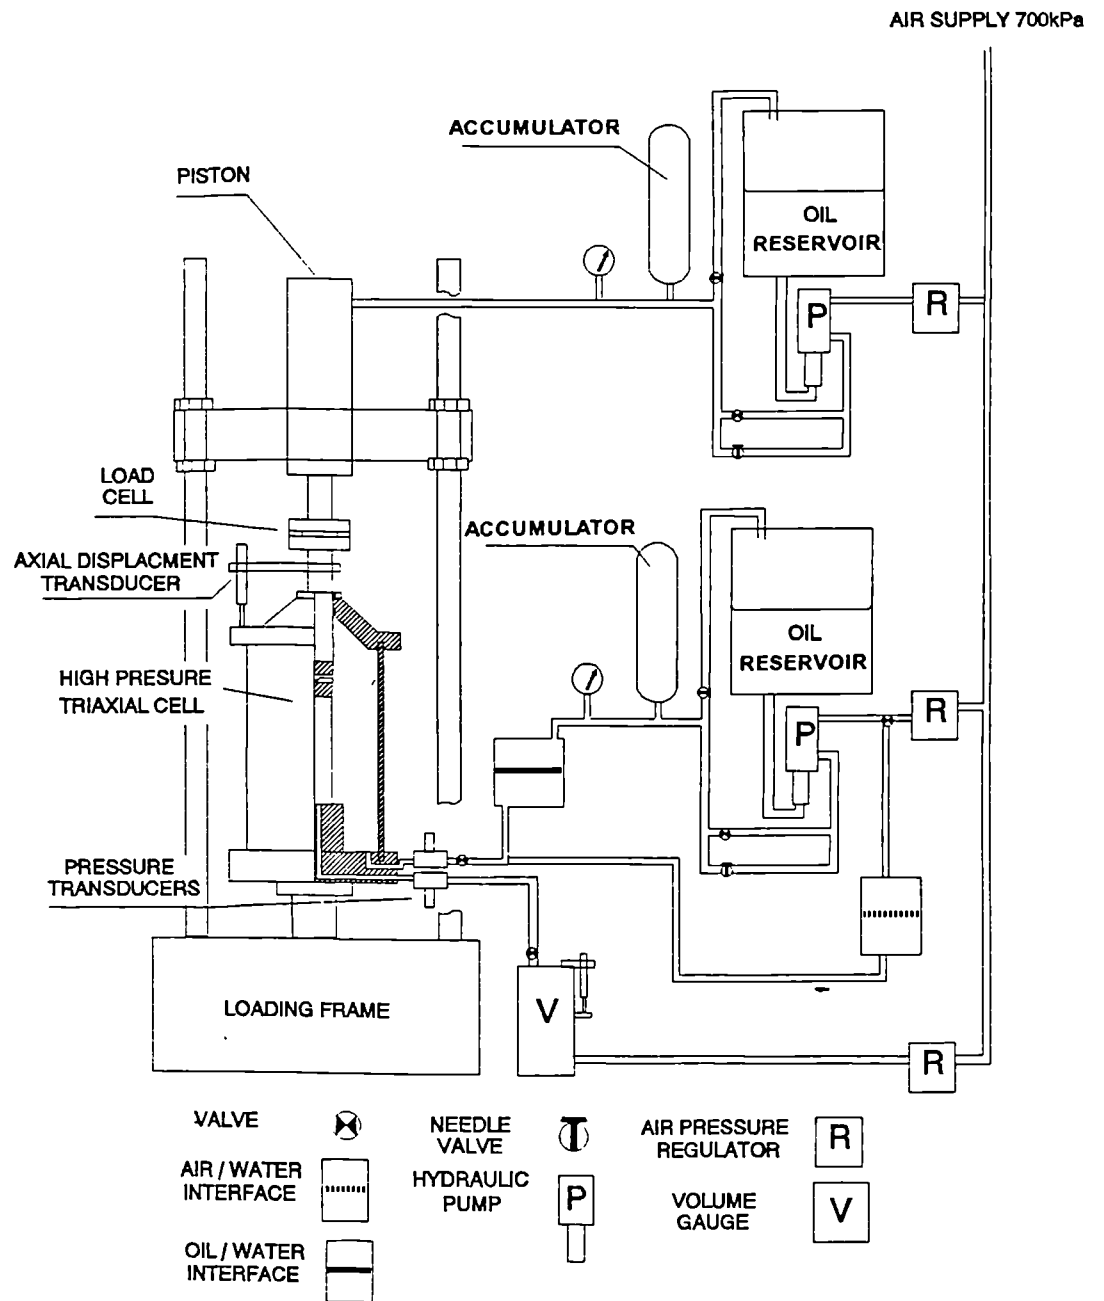 AIR SUPPLY 700kPa
ACCUMULATOR
PISTON
OIL
RESERVOIR
R
P
LOAD
CELL
ACCUMULATOR
AXIAL DISPLACMENT
TRANSDUCER
OIL
RESERVOIR
HIGH PRESURE
TRIAXIAL CELL
R
P
PRESSURE
TRANSDUCERS
LOADING FRAME
V
R
VALVE
NEEDLE
VALVE
AIR PRESSURE
REGULATOR
R
AIR / WATER
INTERFACE
HYDRAULIC
PUMP
P
VOLUME
GAUGE
V
OIL / WATER
INTERFACE